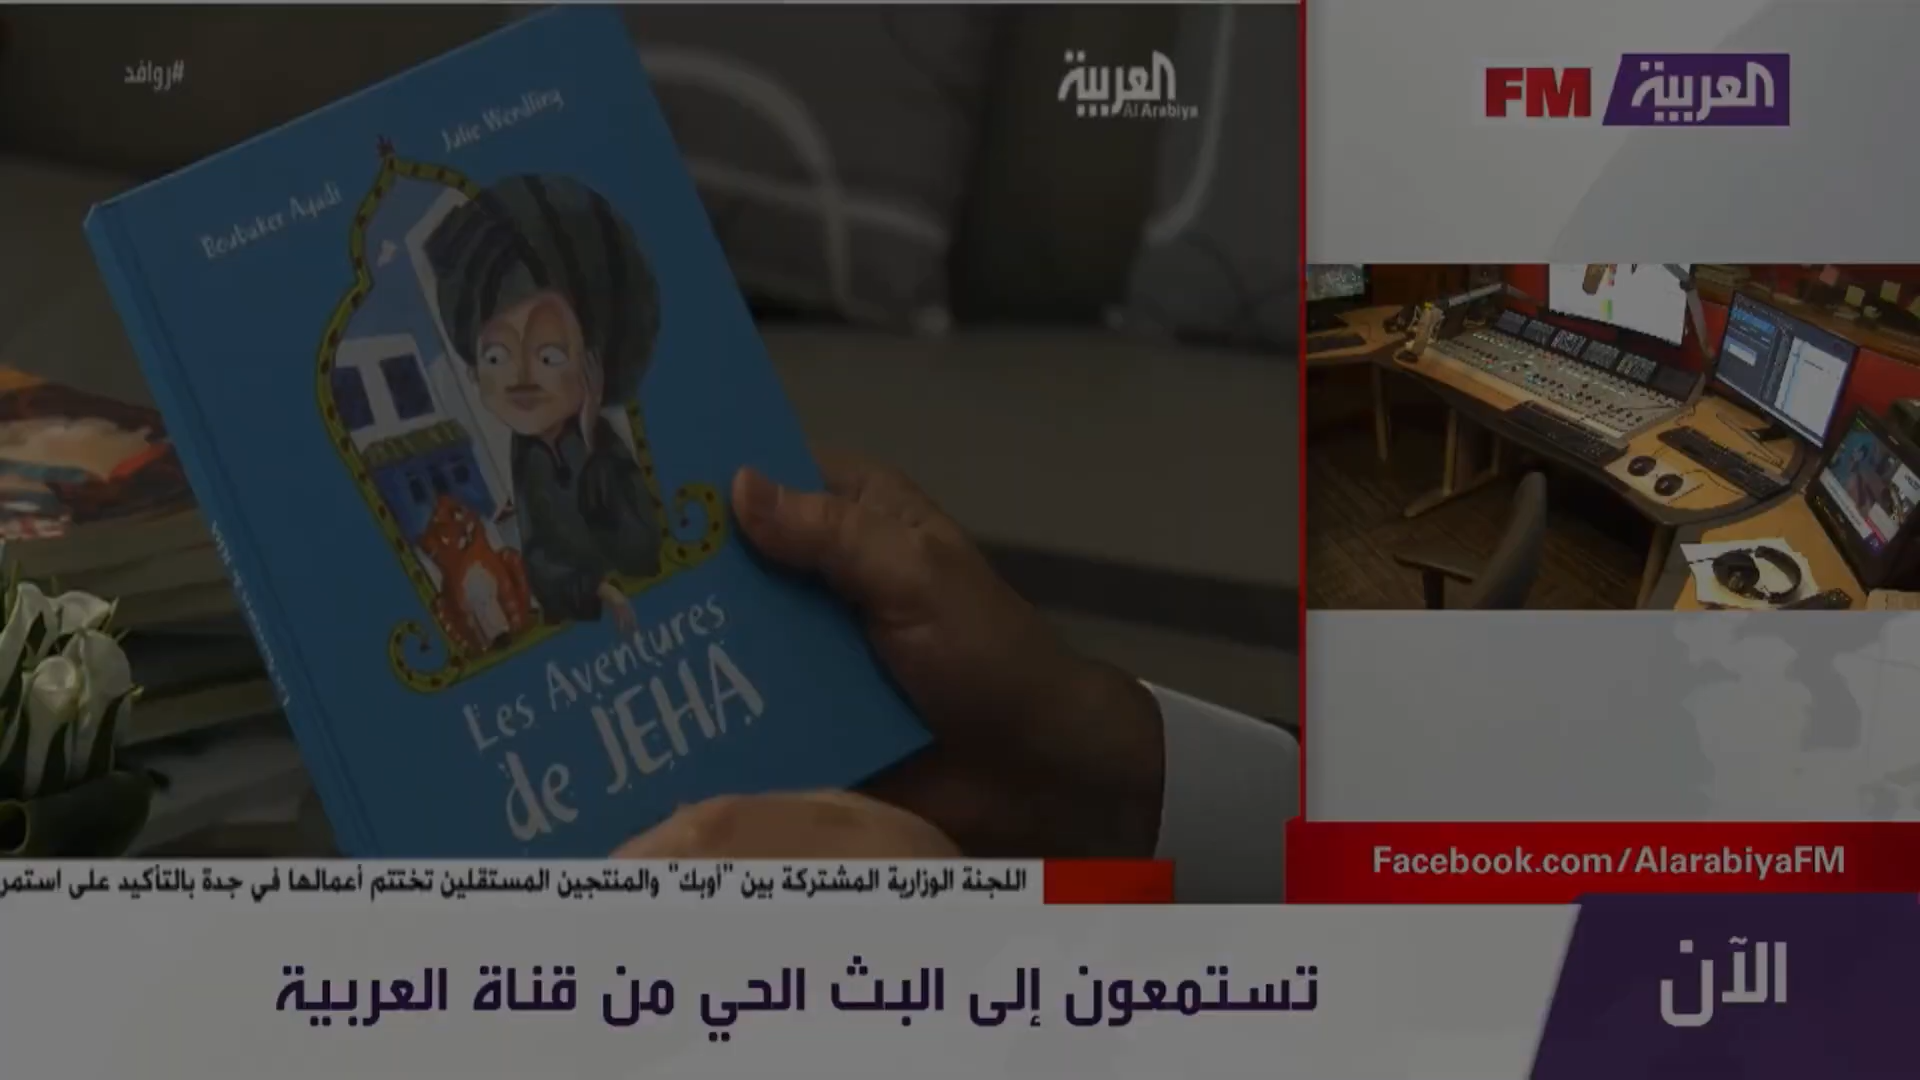 #روافد
العربية
Al Arabiya
FM العربية
Boubaker Ayadi
Julie Wendling
Les Aventures
de JEHA
اللجنة الوزارية المشتركة بين "أوبك" والمنتجين المستقلين تختتم أعمالها في جدة بالتأكيد على استمر
Facebook.com/AlarabiyaFM
الآن
تستمعون إلى البث الحي من قناة العربية